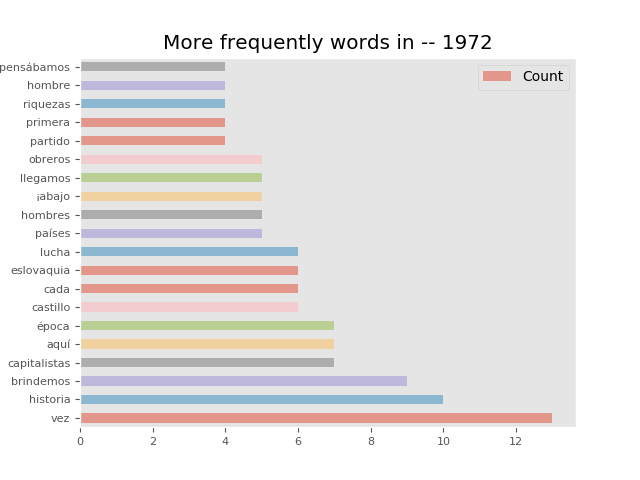 More frequently words in -- 1972
Count
pensábamos
hombre
riquezas
primera
partido
obreros
llegamos
¡abajo
hombres
países
lucha
eslovaquia
cada
castillo
época
aquí
capitalistas
brindemos
historia
vez
0 2 4 6 8 10 12